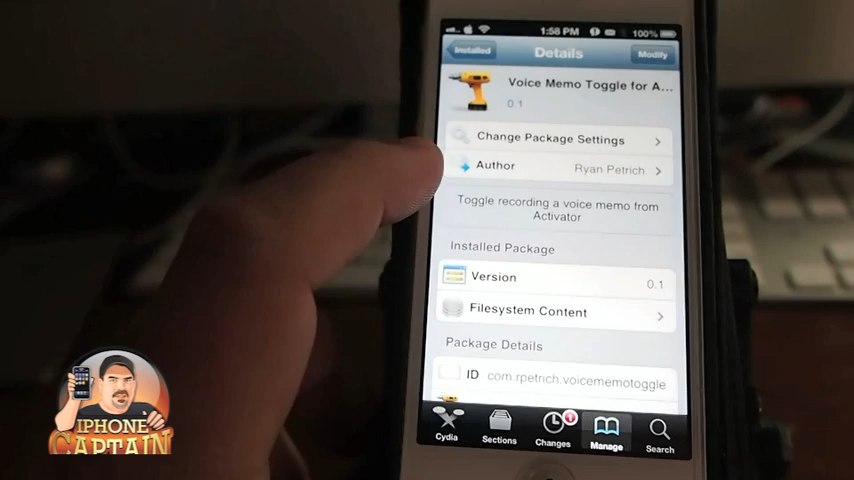 1:58 PM
100%
Installed
Details
Modify
Voice Memo Toggle for A...
0.1
Change Package Settings
Author
Ryan Petrich
Toggle recording a voice memo from
Activator
Installed Package
Version
0.1
Filesystem Content
Package Details
ID
com.rpetrich.voicememotoggle
Cydia
Sections
Changes
1
Manage
Search
IPHONE
CAPTAIN